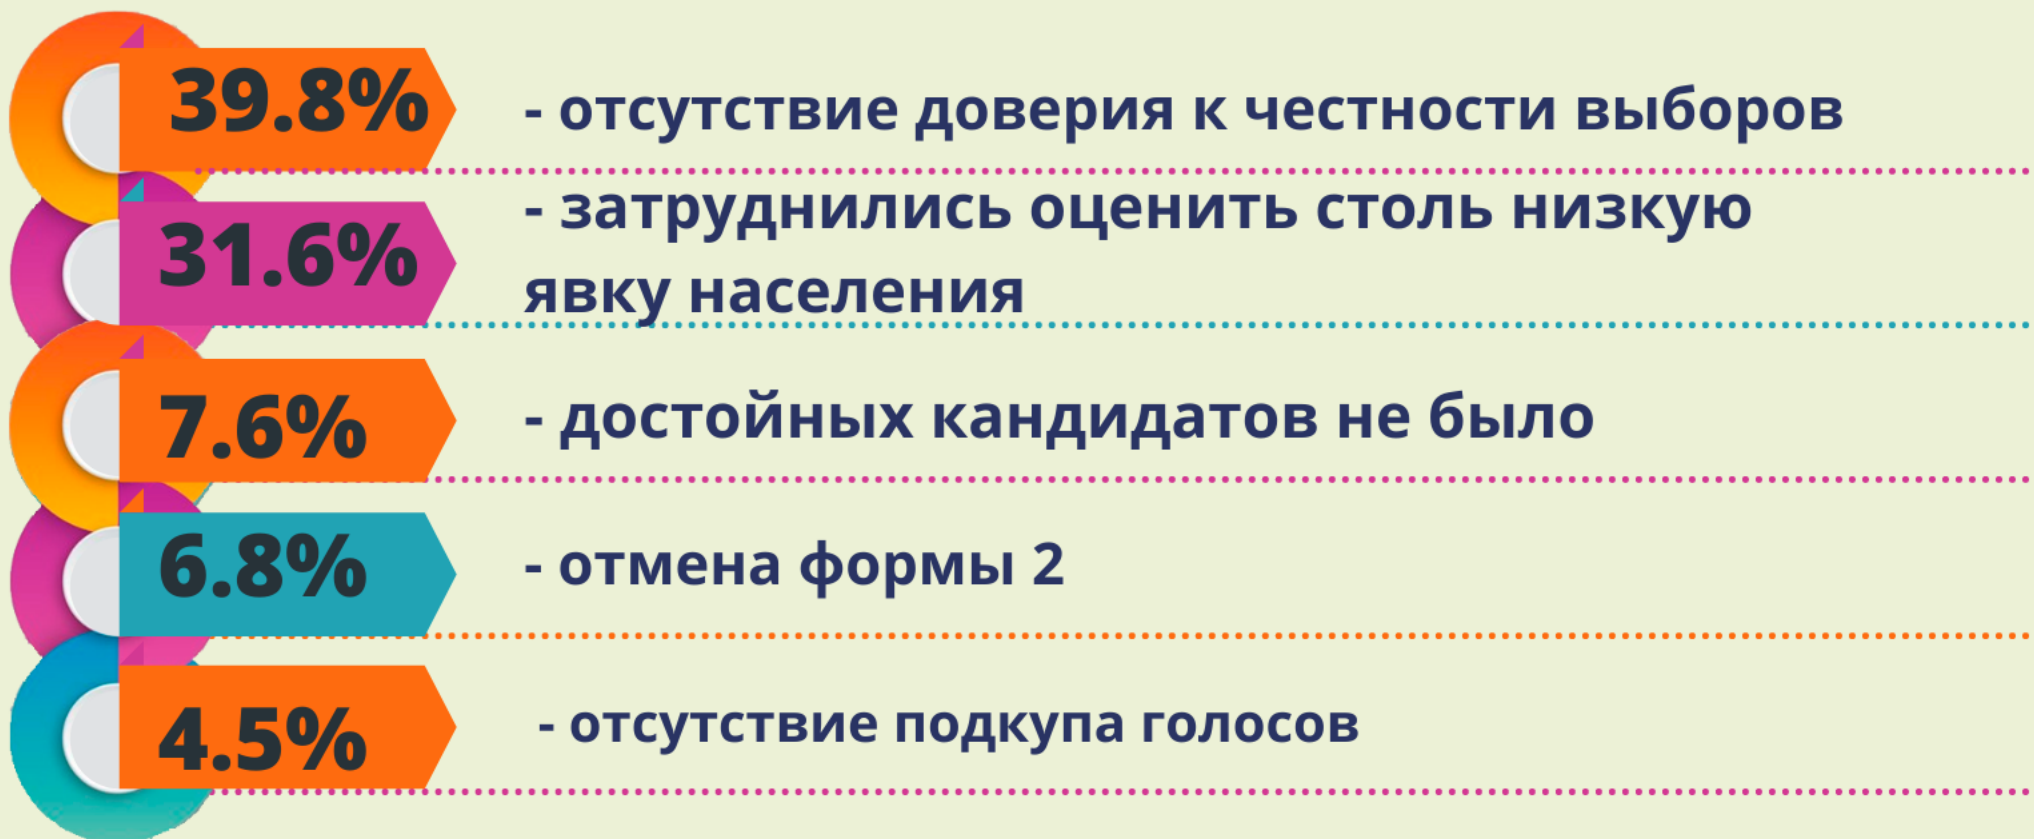 39.8% - отсутствие доверия к честности выборов
31.6% - затруднились оценить столь низкую
явку населения
7.6% - достойных кандидатов не было
6.8% - отмена формы 2
4.5% - отсутствие подкупа голосов